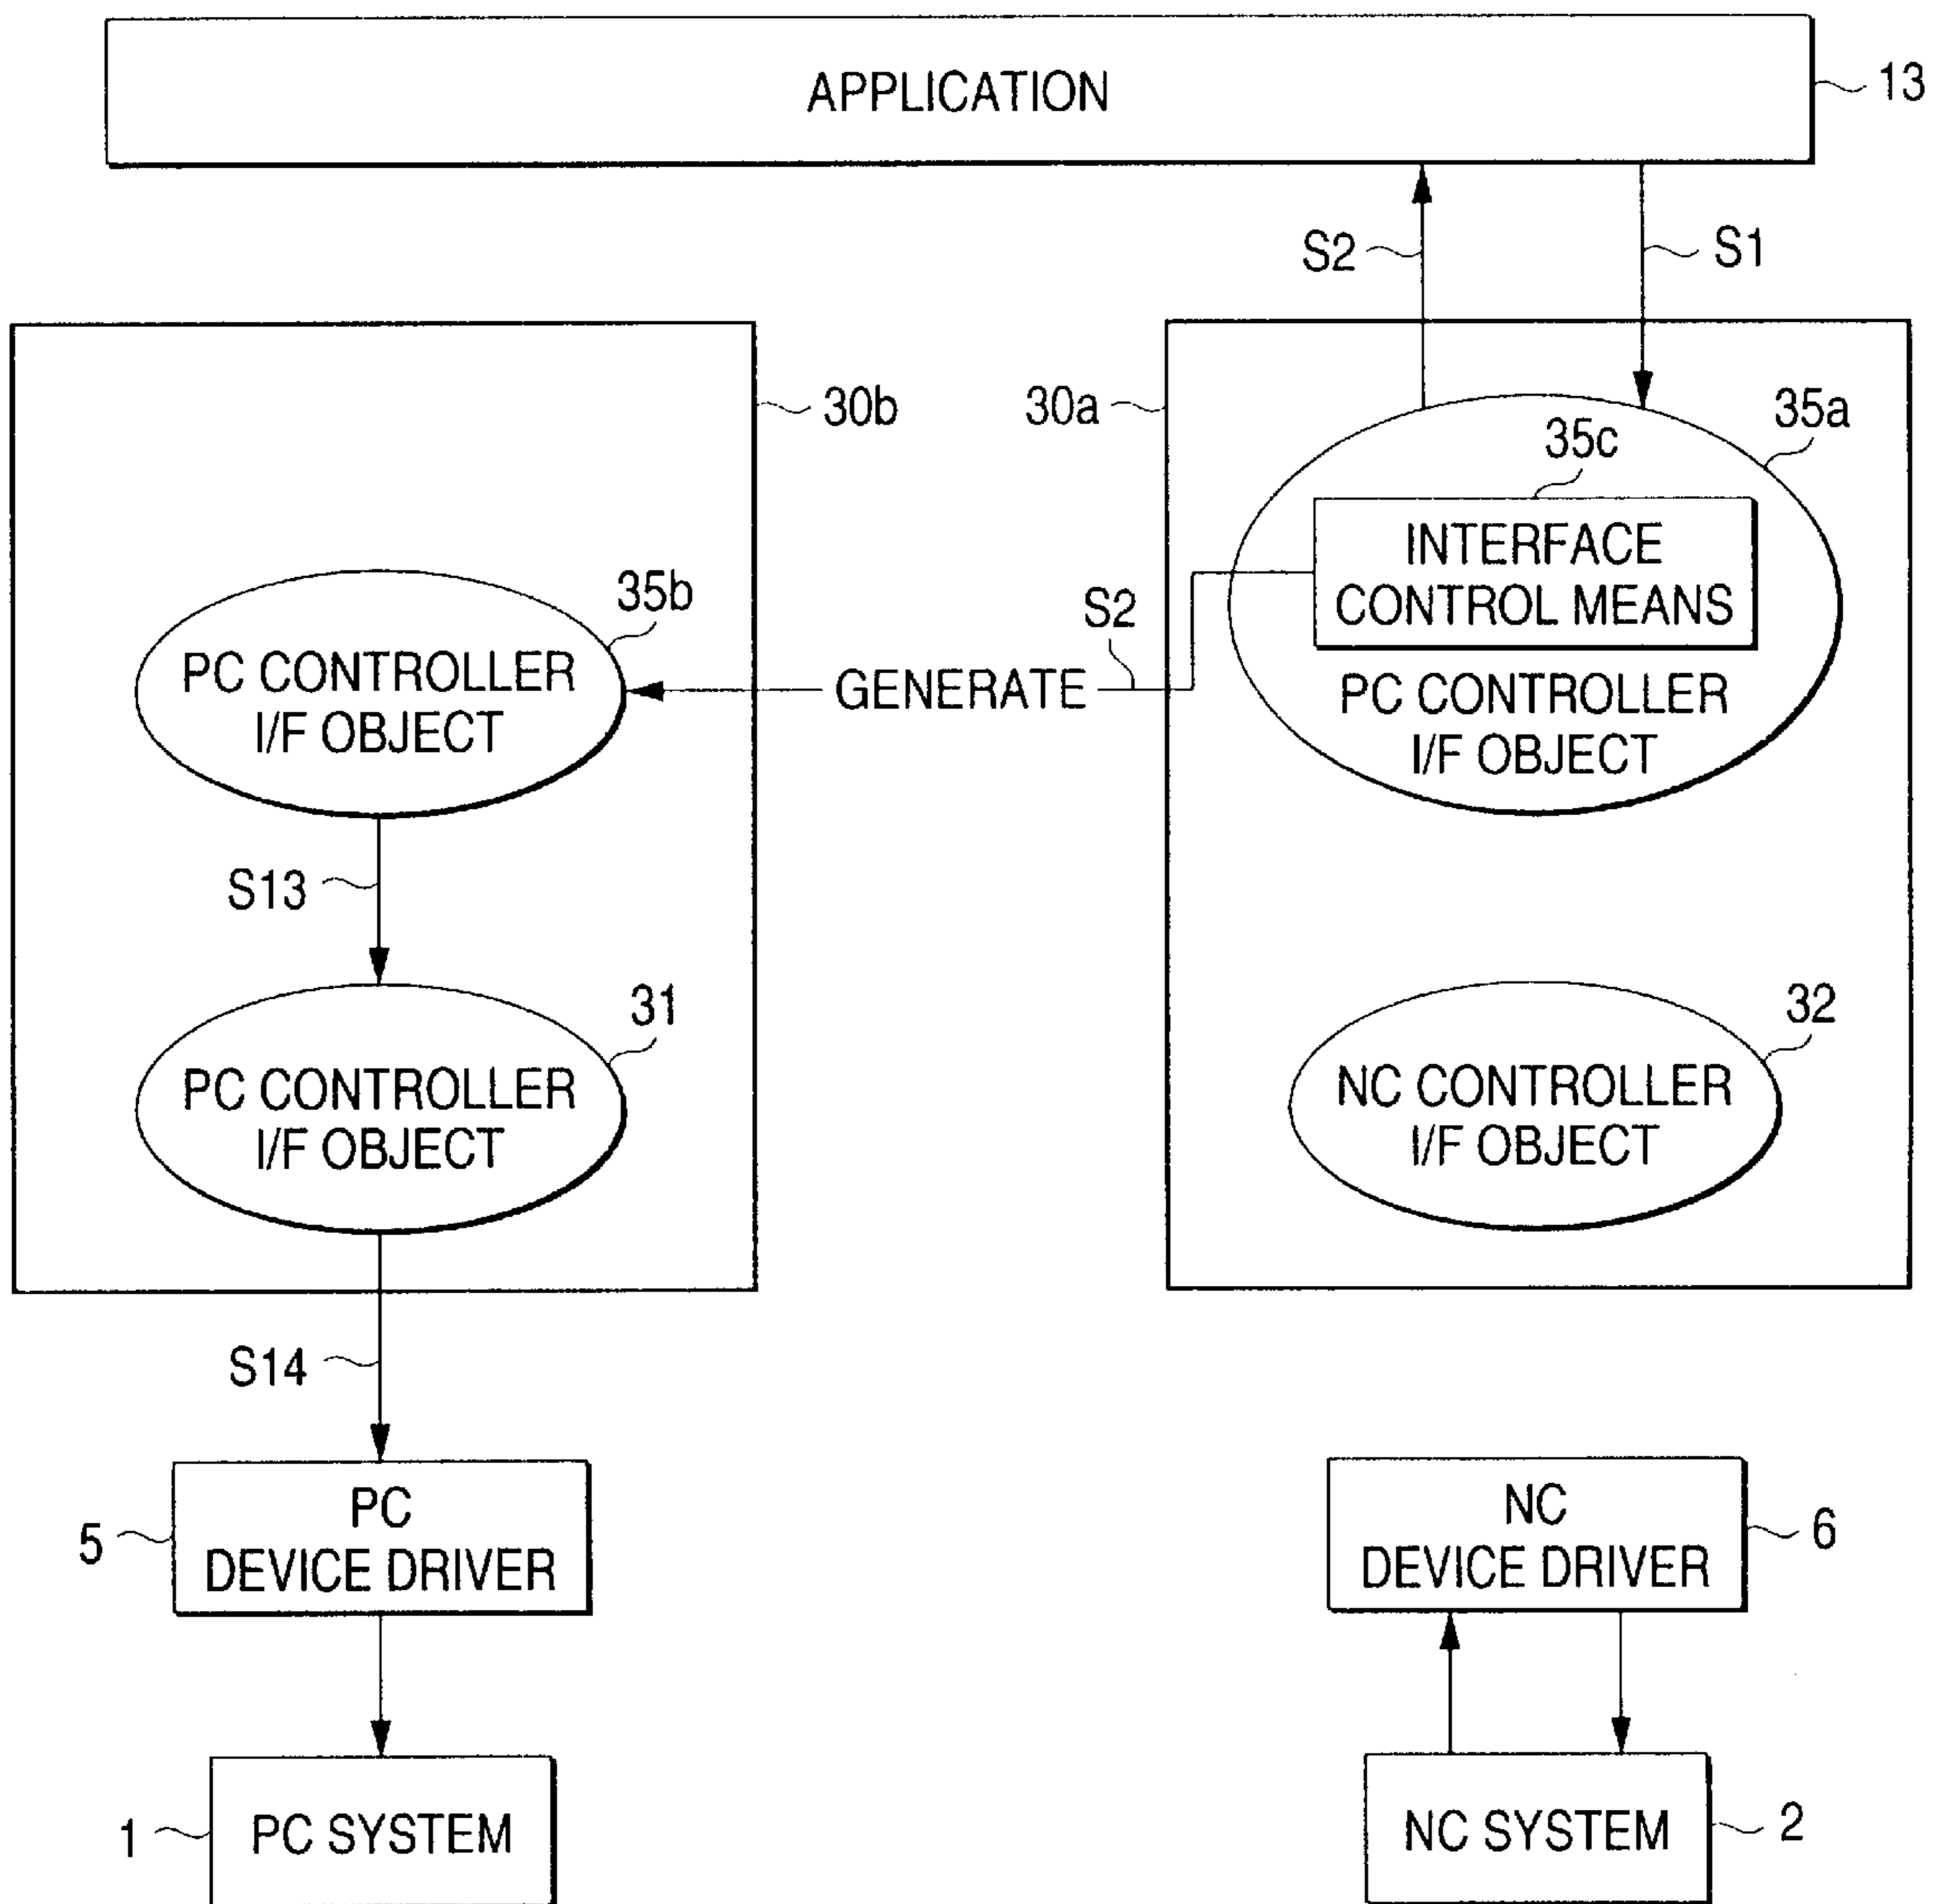 APPLICATION
13
S2
S1
30b
30a
35a
35c
INTERFACE
CONTROL MEANS
35b
S2
PC CONTROLLER
I/F OBJECT
GENERATE
PC CONTROLLER
I/F OBJECT
S13
31
32
PC CONTROLLER
I/F OBJECT
NC CONTROLLER
I/F OBJECT
S14
5
PC
DEVICE DRIVER
NC
DEVICE DRIVER
6
1
PC SYSTEM
NC SYSTEM
2